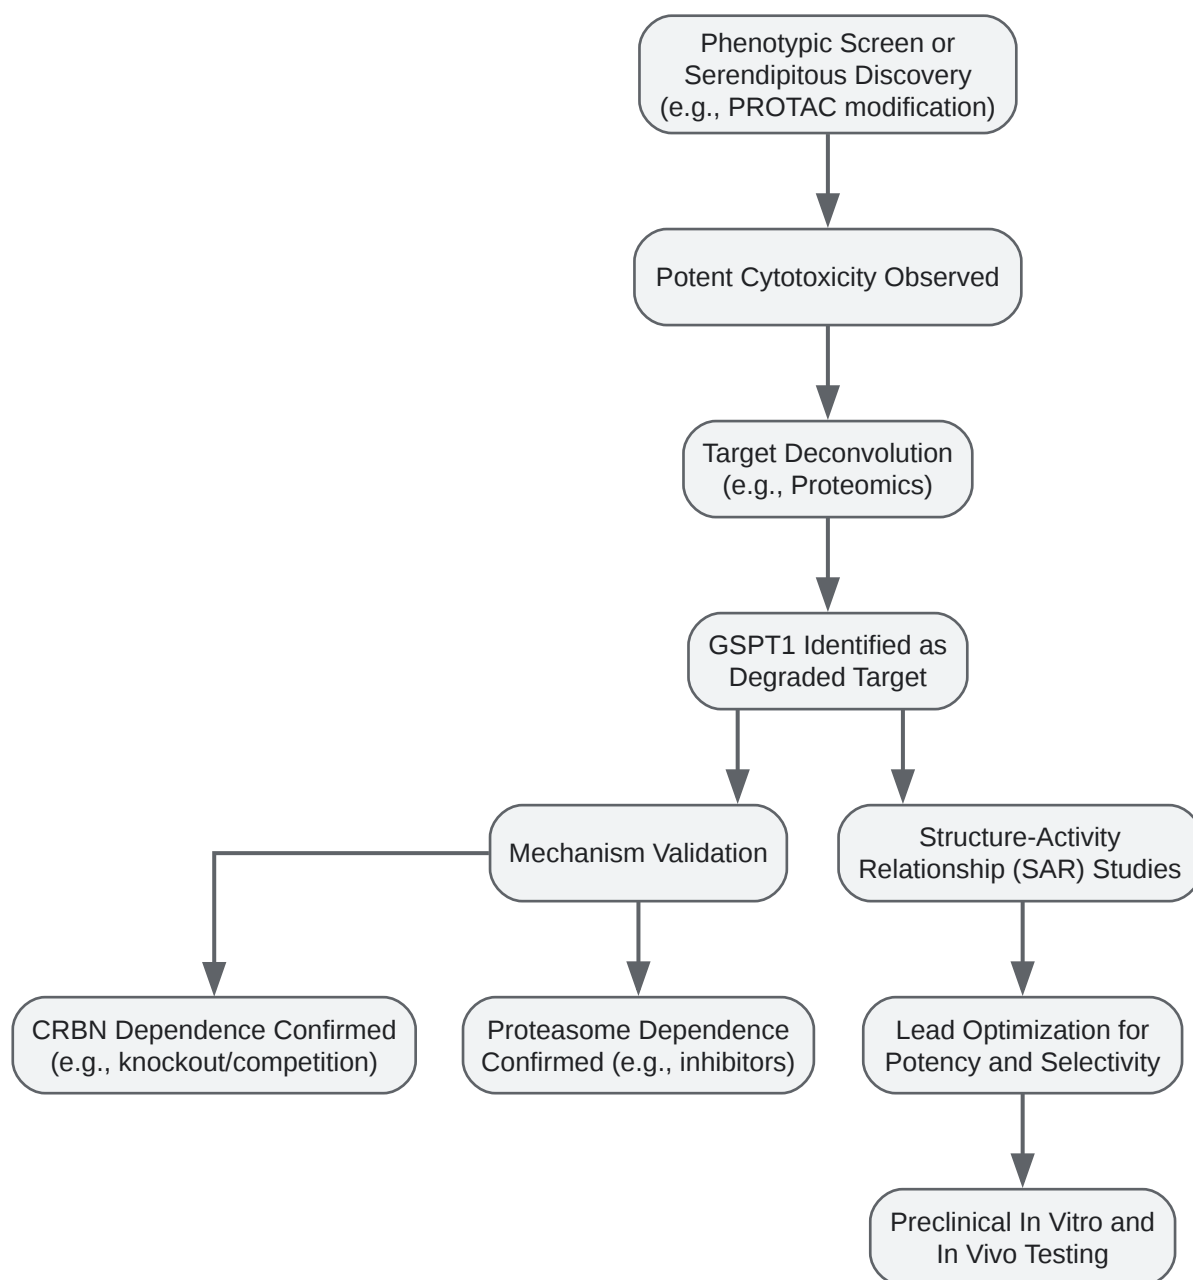 Phenotypic Screen or
Serendipitous Discovery
(e.g., PROTAC modification)
Potent Cytotoxicity Observed
Target Deconvolution
(e.g., Proteomics)
GSPT1 Identified as
Degraded Target
Mechanism Validation
Structure-Activity
Relationship (SAR) Studies
CRBN Dependence Confirmed
(e.g., knockout/competition)
Proteasome Dependence
Confirmed (e.g., inhibitors)
Lead Optimization for
Potency and Selectivity
Preclinical In Vitro and
In Vivo Testing